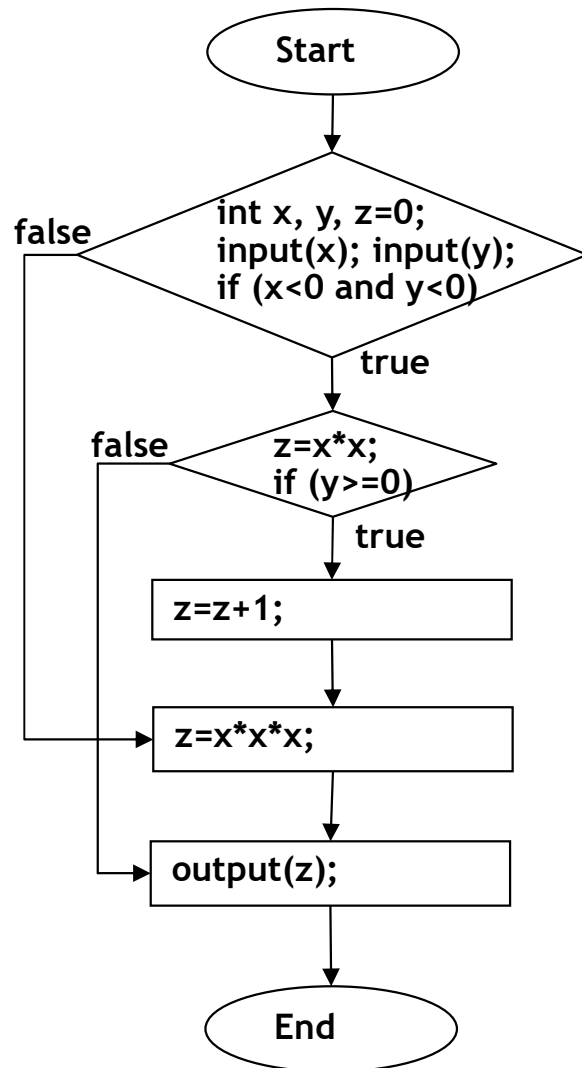 Start
int x, y, z=0;
false
input(x); input(y);
if (x<0 and y<0)
true
false
z=x*x;
if (y>=0)
true
z=z+1;
z=x*x*x;
output(z);
End